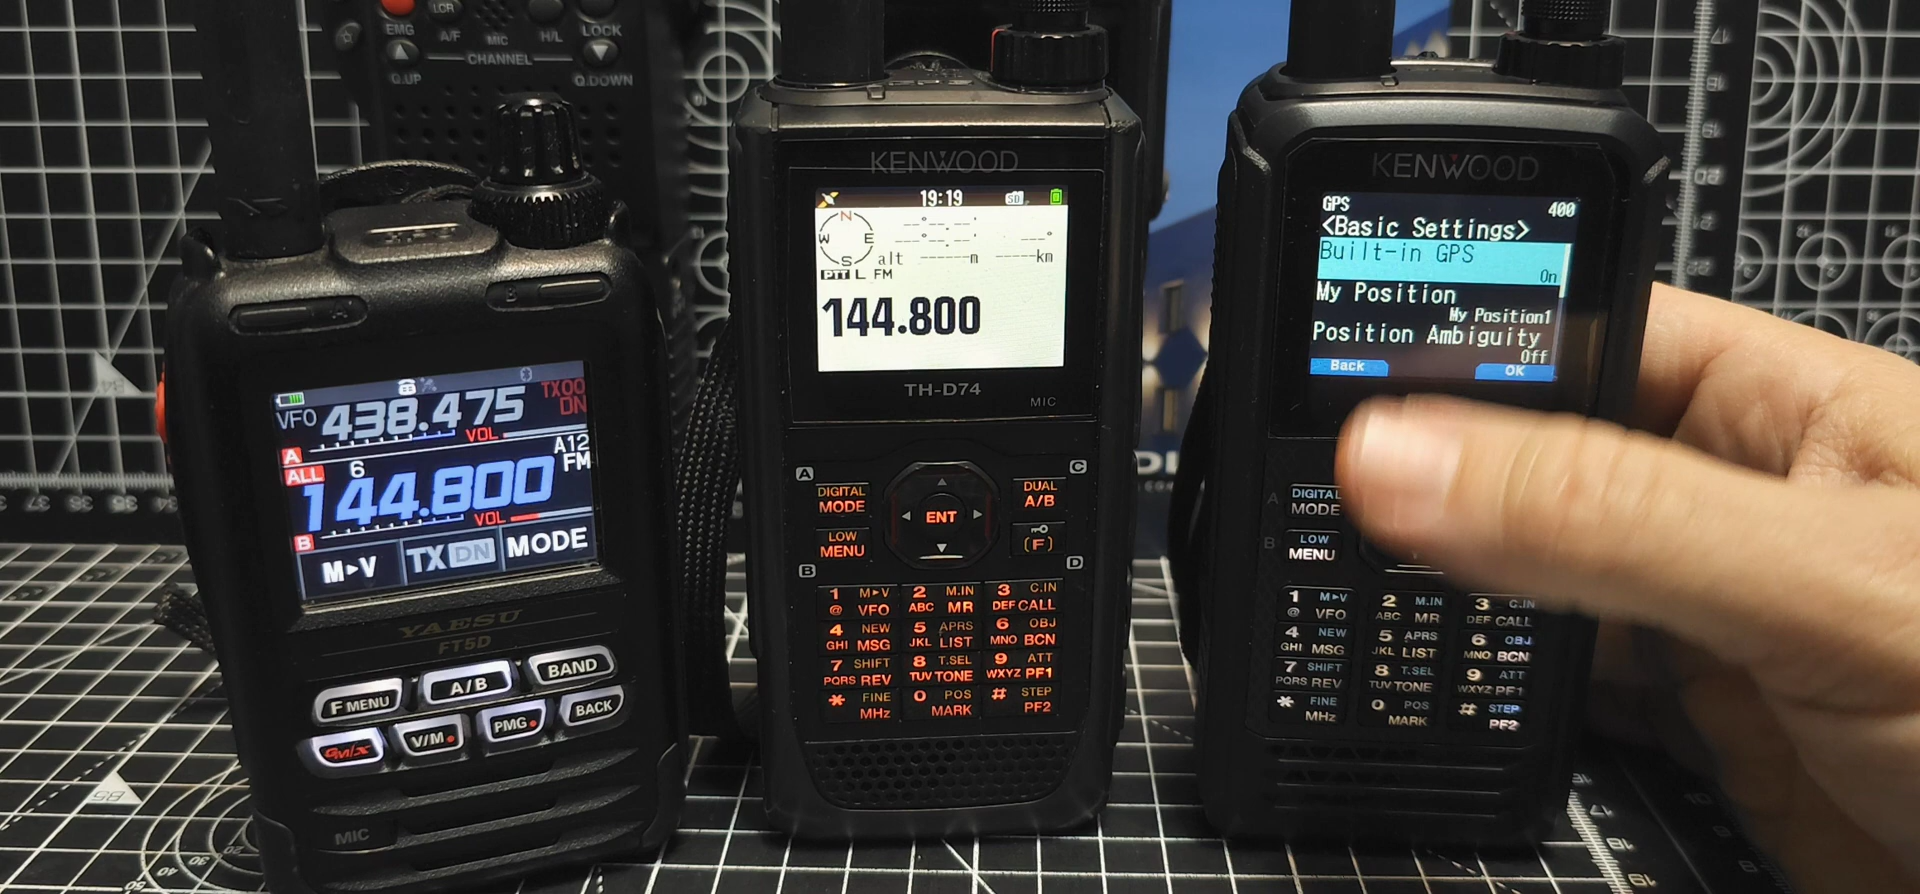 EMG
LCR
A/F
MIC
H/L
LOCK
CHANNEL
Q.UP
Q.DOWN
VFO 438.475 TX00
DN
VOL
A
A12
ALL 6 FM
144.800
VOL
B
M►V TX DN MODE
YAESU
FT5D
F MENU A/B BAND
GM/X V/M PMG BACK
MIC
KENWOOD
19:19 SD
N
W E
S
alt ------m -----km
PTT L FM
144.800
TH-D74
MIC
A C
DIGITAL DUAL
MODE ENT A/B
LOW
MENU (F)
B D
1 M►V 2 M.IN 3 C.IN
@ VFO ABC MR DEF CALL
4 NEW 5 APRS 6 OBJ
GHI MSG JKL LIST MNO BCN
7 SHIFT 8 T.SEL 9 ATT
PQRS REV TUV TONE WXYZ PF1
* FINE 0 POS # STEP
MHz MARK PF2
KENWOOD
GPS 400
<Basic Settings>
Built-in GPS
On
My Position
My Position1
Position Ambiguity
Off
Back OK
A
DIGITAL
MODE
LOW
B MENU
1 M►V 2 M.IN 3 C.IN
@ VFO ABC MR DEF CALL
4 NEW 5 APRS 6 OBJ
GHI MSG JKL LIST MNO BCN
7 SHIFT 8 T.SEL 9 ATT
PQRS REV TUV TONE WXYZ PF1
* FINE 0 POS # STEP
MHz MARK PF2